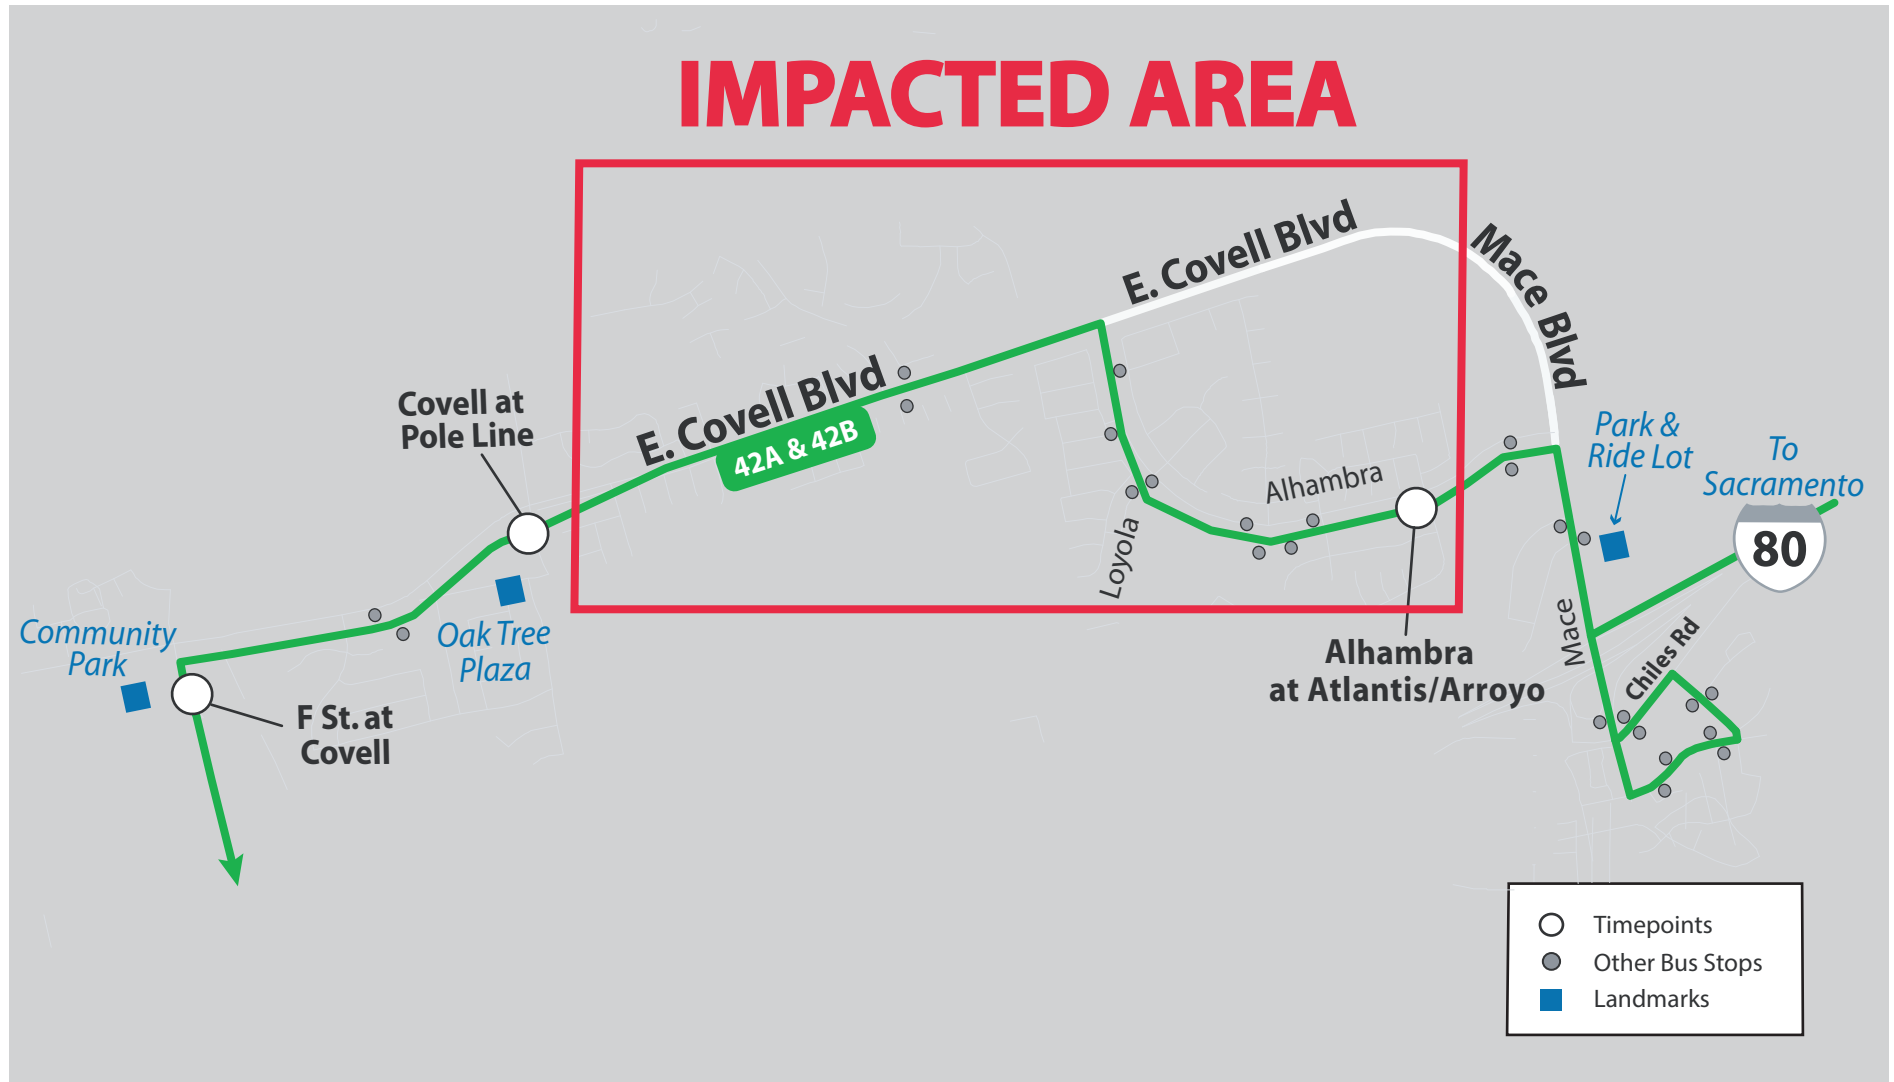 IMPACTED AREA
E. Covell Blvd
Mace Blvd
E. Covell Blvd
42A & 42B
Covell at
Pole Line
Park &
Ride Lot
To
Sacramento
80
Alhambra
Loyola
Community
Park
Oak Tree
Plaza
Mace
Chiles Rd
Alhambra
at Atlantis/Arroyo
F St. at
Covell
Timepoints
Other Bus Stops
Landmarks